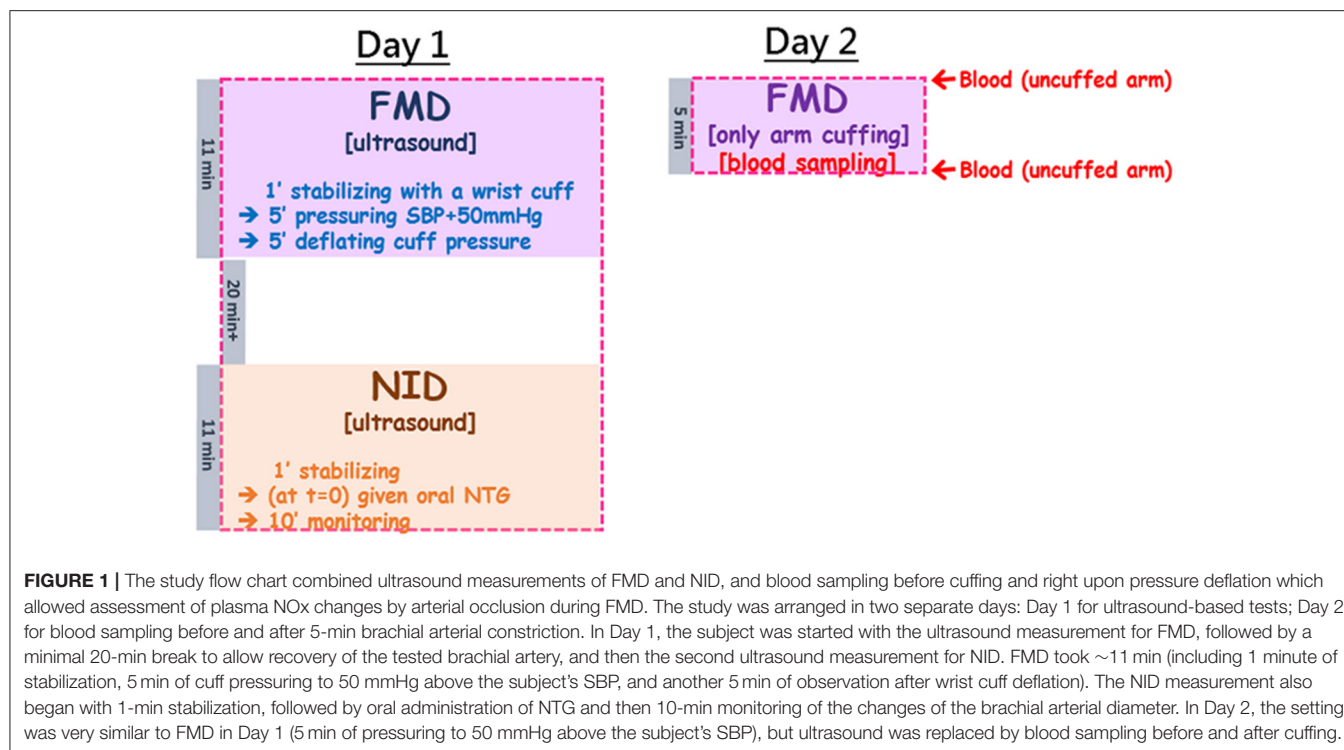 Day 1
FMD
[ultrasound]
11 min
1' stabilizing with a wrist cuff
→ 5' pressuring SBP+50mmHg
→ 5' deflating cuff pressure
20 min+
NID
[ultrasound]
11 min
1' stabilizing
→ (at t=0) given oral NTG
→ 10' monitoring
Day 2
5 min
FMD
[only arm cuffing]
[blood sampling]
← Blood (uncuffed arm)
← Blood (uncuffed arm)
FIGURE 1 | The study flow chart combined ultrasound measurements of FMD and NID, and blood sampling before cuffing and right upon pressure deflation which
allowed assessment of plasma NOx changes by arterial occlusion during FMD. The study was arranged in two separate days: Day 1 for ultrasound-based tests; Day 2
for blood sampling before and after 5-min brachial arterial constriction. In Day 1, the subject was started with the ultrasound measurement for FMD, followed by a
minimal 20-min break to allow recovery of the tested brachial artery, and then the second ultrasound measurement for NID. FMD took ∼11 min (including 1 minute of
stabilization, 5 min of cuff pressuring to 50 mmHg above the subject's SBP, and another 5 min of observation after wrist cuff deflation). The NID measurement also
began with 1-min stabilization, followed by oral administration of NTG and then 10-min monitoring of the changes of the brachial arterial diameter. In Day 2, the setting
was very similar to FMD in Day 1 (5 min of pressuring to 50 mmHg above the subject's SBP), but ultrasound was replaced by blood sampling before and after cuffing.